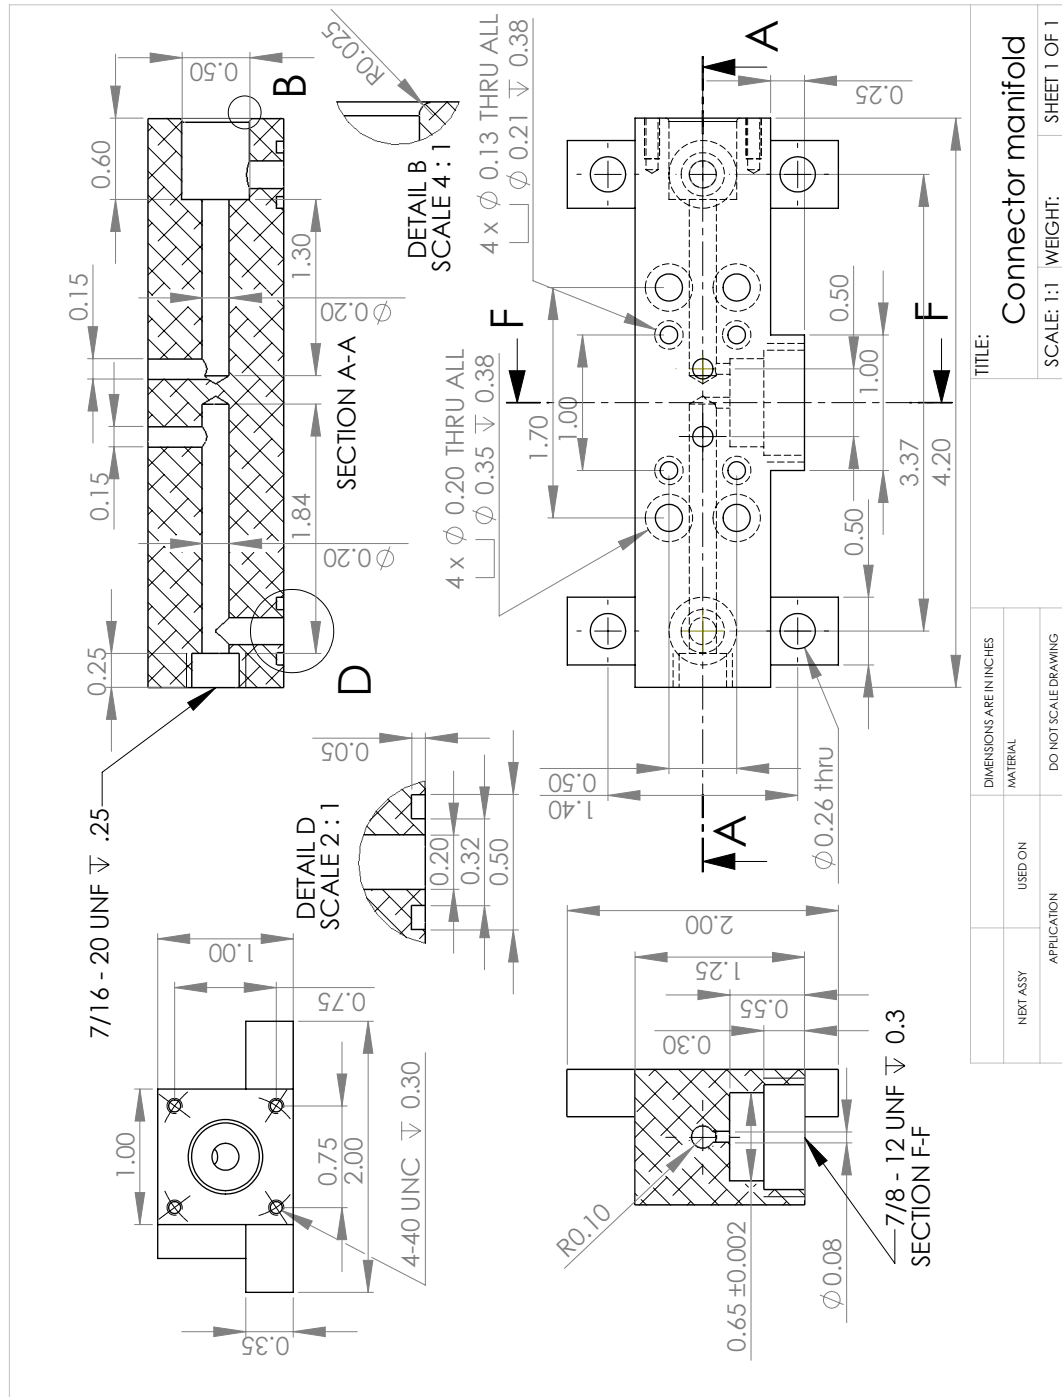 7/16 - 20 UNF ↧ .25
0.25
0.15
0.15
0.60
0.50
B
1.84
1.30
Ø 0.20
Ø 0.20
D
SECTION A-A
R0.025
DETAIL B
SCALE 4 : 1
1.00
1.00
0.75
0.75
2.00
4-40 UNC ↧ 0.30
0.35
DETAIL D
SCALE 2 : 1
0.05
0.20
0.32
0.50
4 x Ø 0.20 THRU ALL
⌴ Ø 0.35 ↧ 0.38
4 x Ø 0.13 THRU ALL
⌴ Ø 0.21 ↧ 0.38
F
F
A
A
1.70
1.00
0.50
1.40
0.25
0.50
1.00
0.50
3.37
4.20
Ø 0.26 thru
2.00
1.25
0.55
0.30
R0.10
0.65 ±0.002
Ø 0.08
7/8 - 12 UNF ↧ 0.3
SECTION F-F
NEXT ASSY
USED ON
APPLICATION
DIMENSIONS ARE IN INCHES
MATERIAL
DO NOT SCALE DRAWING
TITLE:
Connector manifold
SCALE: 1:1
WEIGHT:
SHEET 1 OF 1